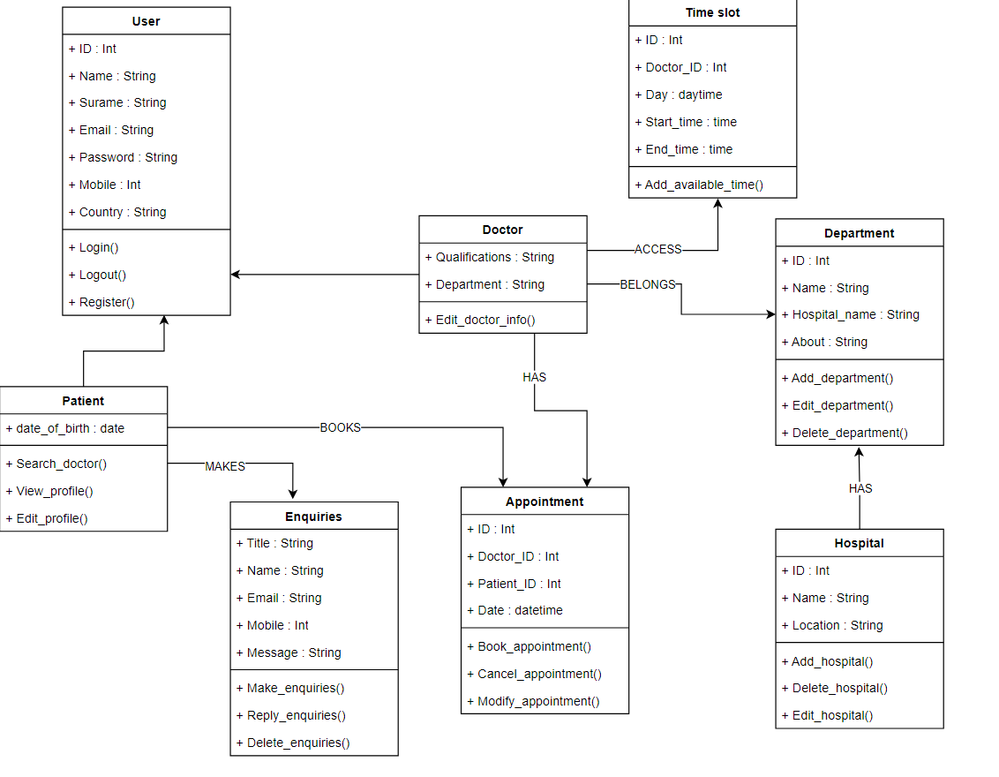 User
+ ID : Int
+ Name : String
+ Surame : String
+ Email : String
+ Password : String
+ Mobile : Int
+ Country : String
+ Login()
+ Logout()
+ Register()
Time slot
+ ID : Int
+ Doctor_ID : Int
+ Day : daytime
+ Start_time : time
+ End_time : time
+ Add_available_time()
Doctor
+ Qualifications : String
+ Department : String
+ Edit_doctor_info()
ACCESS
BELONGS
HAS
Department
+ ID : Int
+ Name : String
+ Hospital_name : String
+ About : String
+ Add_department()
+ Edit_department()
+ Delete_department()
Patient
+ date_of_birth : date
+ Search_doctor()
+ View_profile()
+ Edit_profile()
BOOKS
MAKES
Enquiries
+ Title : String
+ Name : String
+ Email : String
+ Mobile : Int
+ Message : String
+ Make_enquiries()
+ Reply_enquiries()
+ Delete_enquiries()
Appointment
+ ID : Int
+ Doctor_ID : Int
+ Patient_ID : Int
+ Date : datetime
+ Book_appointment()
+ Cancel_appointment()
+ Modify_appointment()
HAS
Hospital
+ ID : Int
+ Name : String
+ Location : String
+ Add_hospital()
+ Delete_hospital()
+ Edit_hospital()